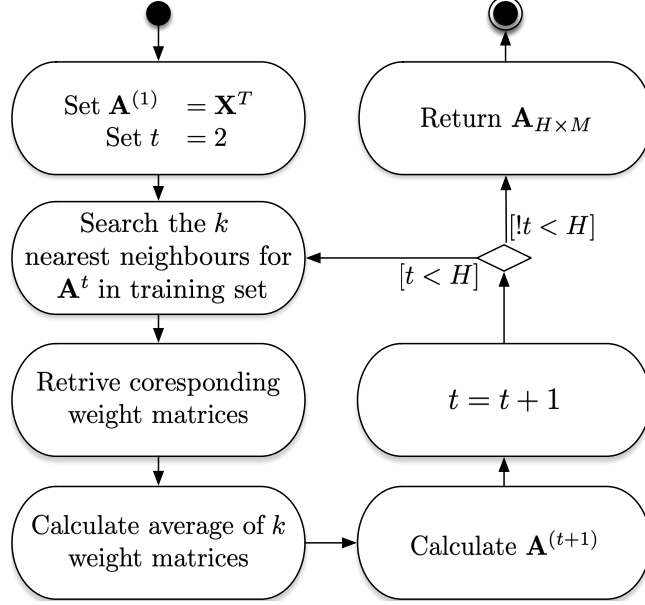 Set A^(1) = X^T
Set t = 2
Search the k
nearest neighbours for
A^t in training set
Retrive coresponding
weight matrices
Calculate average of k
weight matrices
Calculate A^(t+1)
t = t + 1
[t < H]
[!t < H]
Return A_{H×M}